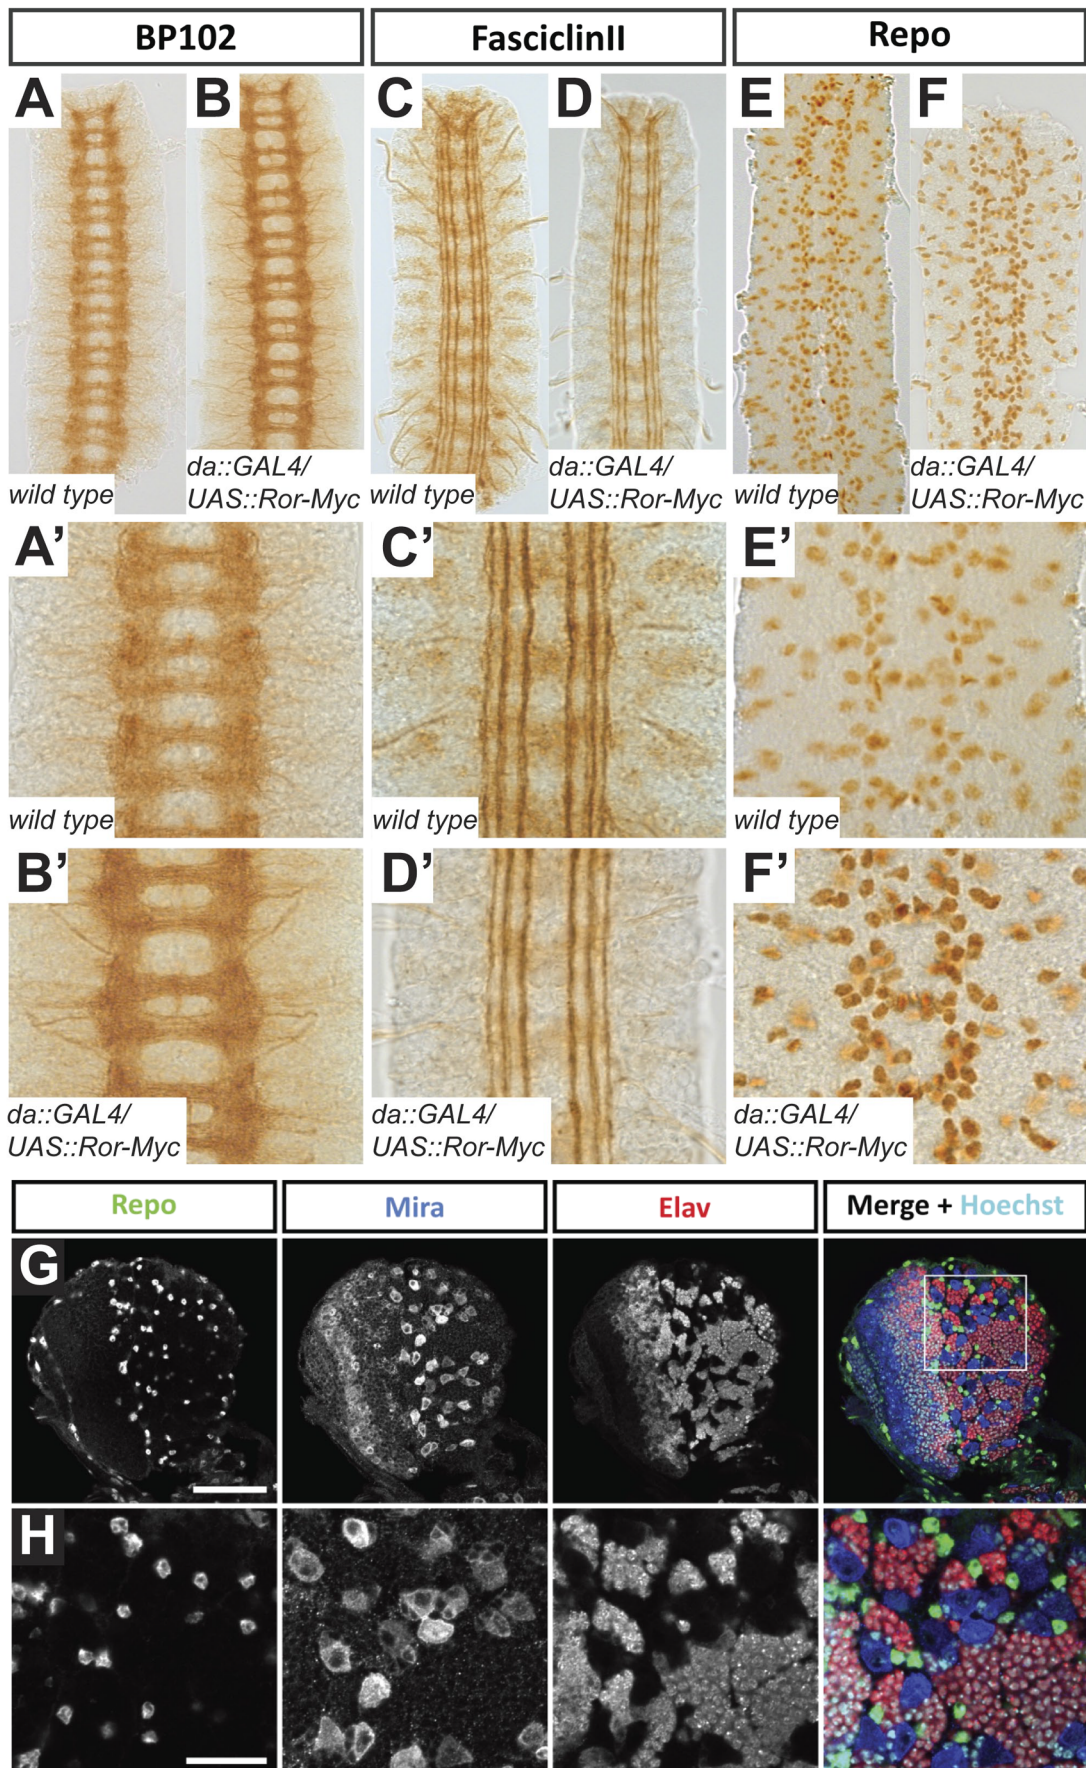 BP102
FasciclinII
Repo
A
B
C
D
E
F
wild type
da::GAL4/
UAS::Ror-Myc
wild type
da::GAL4/
UAS::Ror-Myc
wild type
da::GAL4/
UAS::Ror-Myc
A'
C'
E'
wild type
wild type
wild type
B'
D'
F'
da::GAL4/
UAS::Ror-Myc
da::GAL4/
UAS::Ror-Myc
da::GAL4/
UAS::Ror-Myc
Repo
Mira
Elav
Merge + Hoechst
G
H